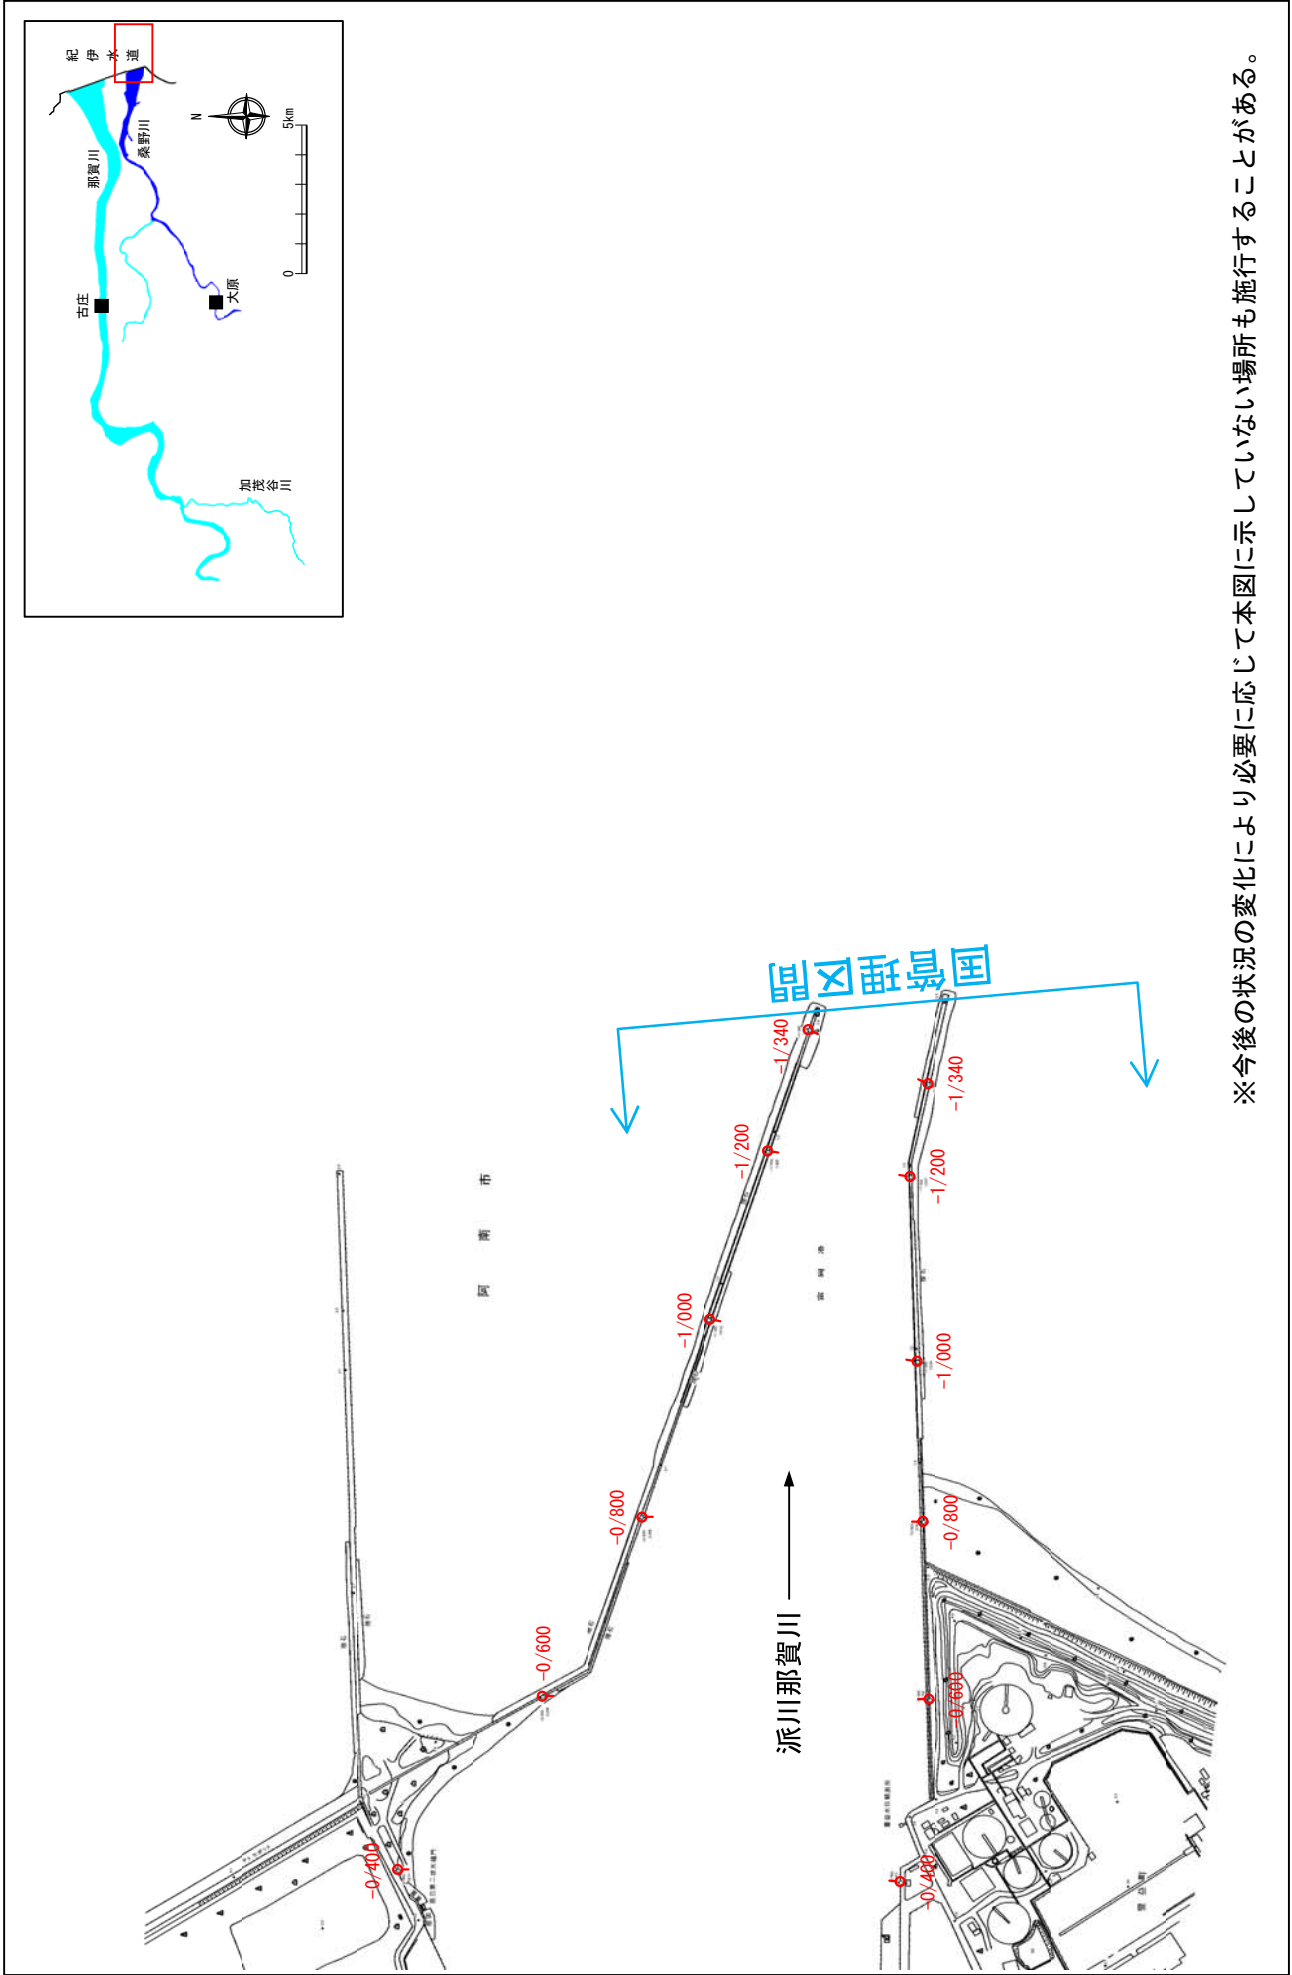 紀伊水道
那賀川
桑野川
N
古庄
大原
0
5km
加茂谷川
国管理区間
阿南市
-1/340
-1/200
-1/000
-0/800
-0/600
-0/400
派川那賀川
-1/340
-1/200
-1/000
-0/800
-0/600
-0/400
豊益町
※今後の状況の変化により必要に応じて本図に示していない場所も施行することがある。